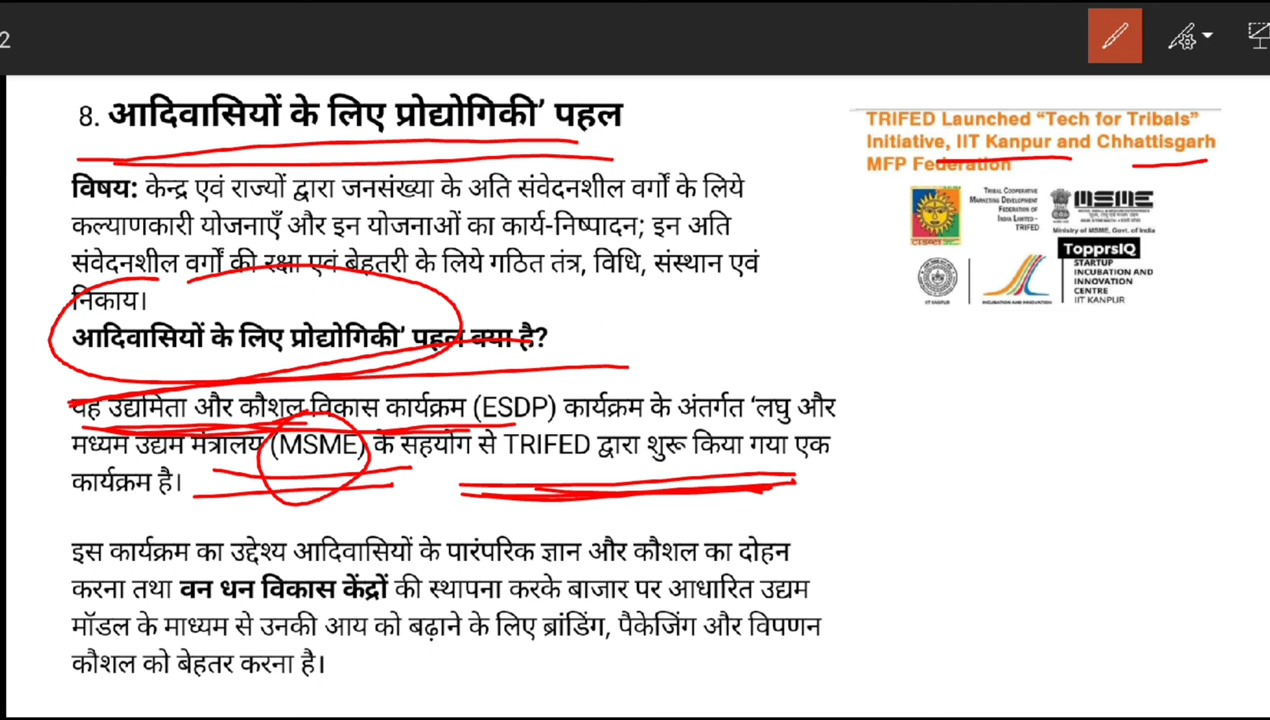 2
8. आदिवासियों के लिए प्रोद्योगिकी’ पहल
विषय: केन्द्र एवं राज्यों द्वारा जनसंख्या के अति संवेदनशील वर्गों के लिये
कल्याणकारी योजनाएँ और इन योजनाओं का कार्य-निष्पादन; इन अति
संवेदनशील वर्गों की रक्षा एवं बेहतरी के लिये गठित तंत्र, विधि, संस्थान एवं
निकाय।
आदिवासियों के लिए प्रोद्योगिकी’ पहल क्या है?
यह उद्यमिता और कौशल विकास कार्यक्रम (ESDP) कार्यक्रम के अंतर्गत ‘लघु और
मध्यम उद्यम मंत्रालय (MSME) के सहयोग से TRIFED द्वारा शुरू किया गया एक
कार्यक्रम है।
इस कार्यक्रम का उद्देश्य आदिवासियों के पारंपरिक ज्ञान और कौशल का दोहन
करना तथा वन धन विकास केंद्रों की स्थापना करके बाजार पर आधारित उद्यम
मॉडल के माध्यम से उनकी आय को बढ़ाने के लिए ब्रांडिंग, पैकेजिंग और विपणन
कौशल को बेहतर करना है।
TRIFED Launched “Tech for Tribals”
Initiative, IIT Kanpur and Chhattisgarh
MFP Federation
TRIBAL COOPERATIVE
MARKETING DEVELOPMENT
FEDERATION OF
INDIA LIMITED -
TRIFED
MSME
Ministry of MSME, Govt. of India
TopprsIQ
STARTUP
INCUBATION AND
INNOVATION
CENTRE
IIT KANPUR
IIT KANPUR
INCUBATION AND INNOVATION